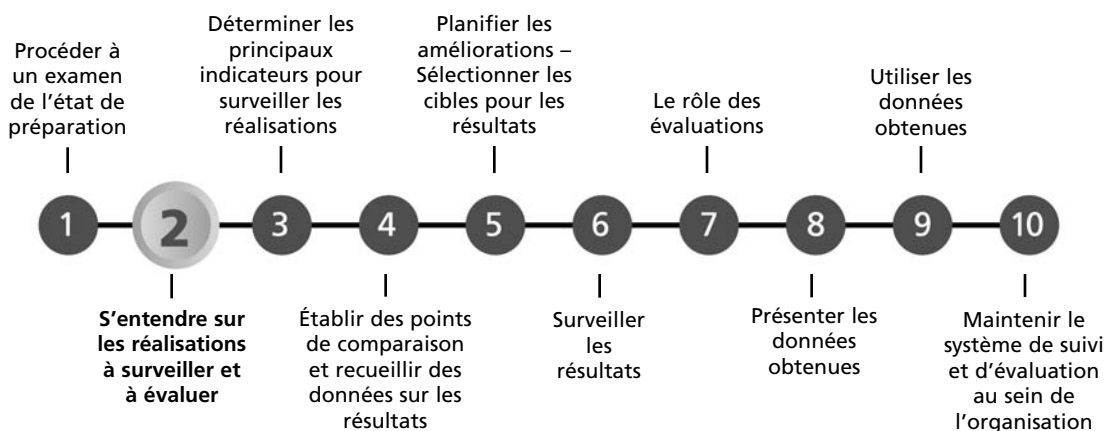 Procéder à
un examen
de l'état de
préparation
Déterminer les
principaux
indicateurs pour
surveiller les
réalisations
Planifier les
améliorations –
Sélectionner les
cibles pour les
résultats
Le rôle des
évaluations
Utiliser les
données
obtenues
1
2
3
4
5
6
7
8
9
10
S'entendre sur
les réalisations
à surveiller et
à évaluer
Établir des points
de comparaison
et recueillir des
données sur les
résultats
Surveiller
les
résultats
Présenter les
données
obtenues
Maintenir le
système de suivi
et d'évaluation
au sein de
l'organisation